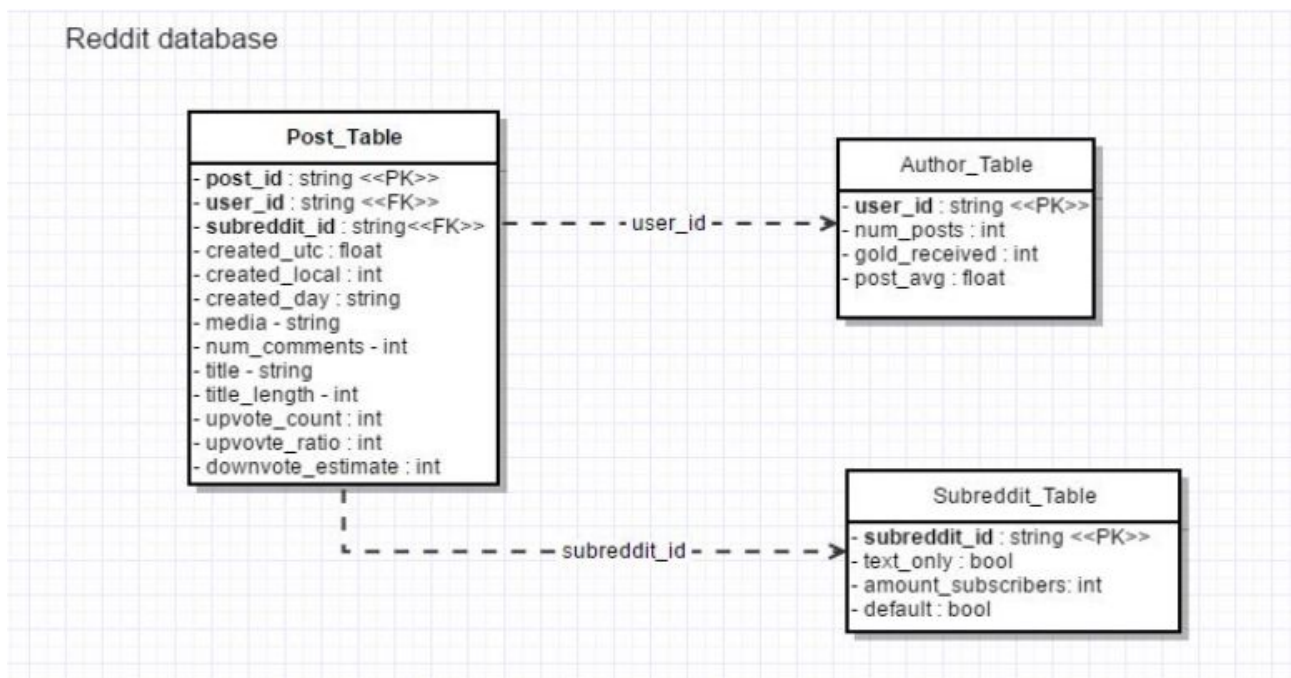 Reddit database
Post_Table
- post_id : string <<PK>>
- user_id : string <<FK>>
- subreddit_id : string<<FK>>
- created_utc : float
- created_local : int
- created_day : string
- media - string
- num_comments - int
- title - string
- title_length - int
- upvote_count : int
- upvovte_ratio : int
- downvote_estimate : int
user_id
Author_Table
- user_id : string <<PK>>
- num_posts : int
- gold_received : int
- post_avg : float
subreddit_id
Subreddit_Table
- subreddit_id : string <<PK>>
- text_only : bool
- amount_subscribers: int
- default : bool